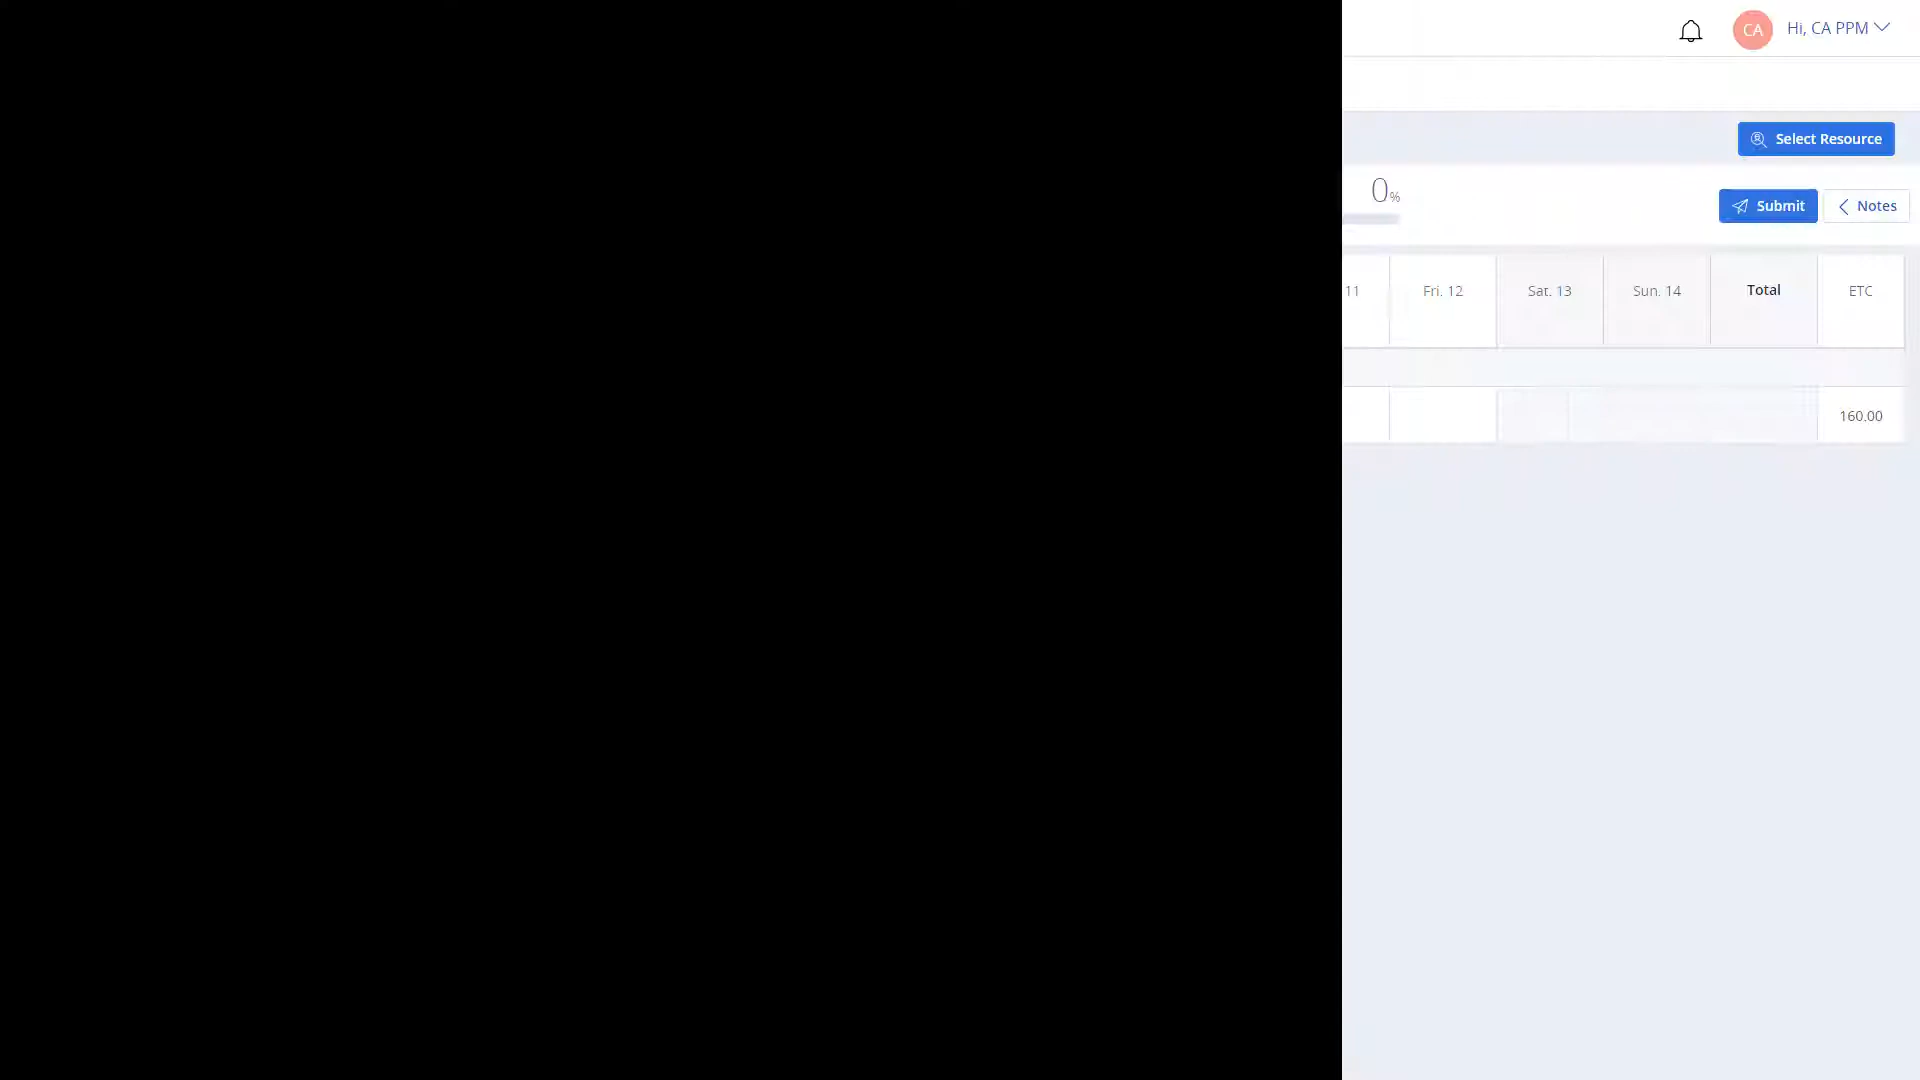 CA Hi, CA PPM
Select Resource
0%
Submit Notes
11 Fri. 12 Sat. 13 Sun. 14 Total ETC
160.00